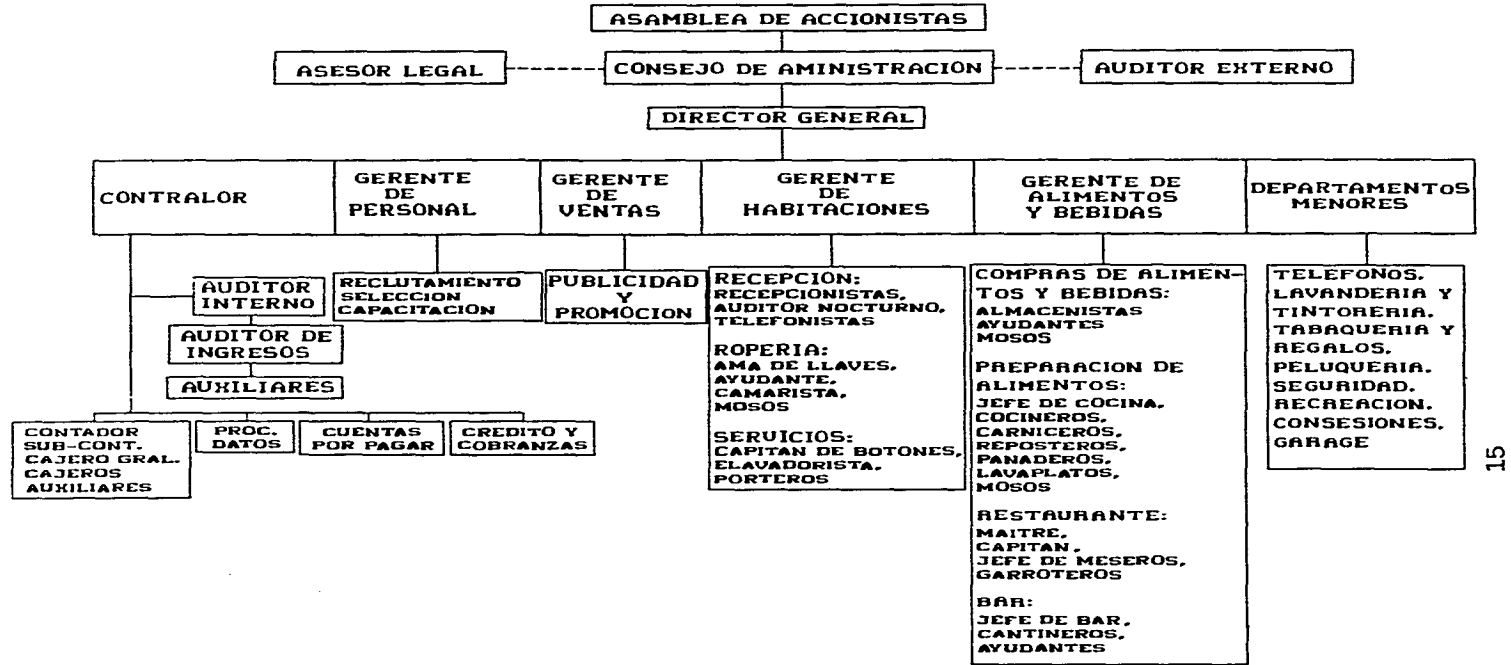 ASAMBLEA DE ACCIONISTAS
ASESOR LEGAL
CONSEJO DE AMINISTRACION
AUDITOR EXTERNO
DIRECTOR GENERAL
CONTRALOR
GERENTE
DE
PERSONAL
GERENTE
DE
VENTAS
GERENTE
DE
HABITACIONES
GERENTE DE
ALIMENTOS
Y BEBIDAS
DEPARTAMENTOS
MENORES
AUDITOR
INTERNO
AUDITOR DE
INGRESOS
AUXILIARES
CONTADOR
SUB-CONT.
CAJERO GRAL.
CAJEROS
AUXILIARES
PROC.
DATOS
CUENTAS
POR PAGAR
CREDITO Y
COBRANZAS
RECLUTAMIENTO
SELECCION
CAPACITACION
PUBLICIDAD
Y
PROMOCION
RECEPCION:
RECEPCIONISTAS,
AUDITOR NOCTURNO,
TELEFONISTAS
ROPERIA:
AMA DE LLAVES,
AYUDANTE,
CAMARISTA,
MOSOS
SERVICIOS:
CAPITAN DE BOTONES,
ELAVADORISTA,
PORTEROS
COMPRAS DE ALIMEN-
TOS Y BEBIDAS:
ALMACENISTAS
AYUDANTES
MOSOS
PREPARACION DE
ALIMENTOS:
JEFE DE COCINA,
COCINEROS,
CARNICEROS,
REPOSTEROS,
PANADEROS,
LAVAPLATOS,
MOSOS
RESTAURANTE:
MAITRE,
CAPITAN,
JEFE DE MESEROS,
GARROTEROS
BAR:
JEFE DE BAR,
CANTINEROS,
AYUDANTES
TELEFONOS,
LAVANDERIA Y
TINTORERIA,
TABAQUERIA Y
REGALOS,
PELUQUERIA,
SEGURIDAD,
RECREACION,
CONSESIONES,
GARAGE
15